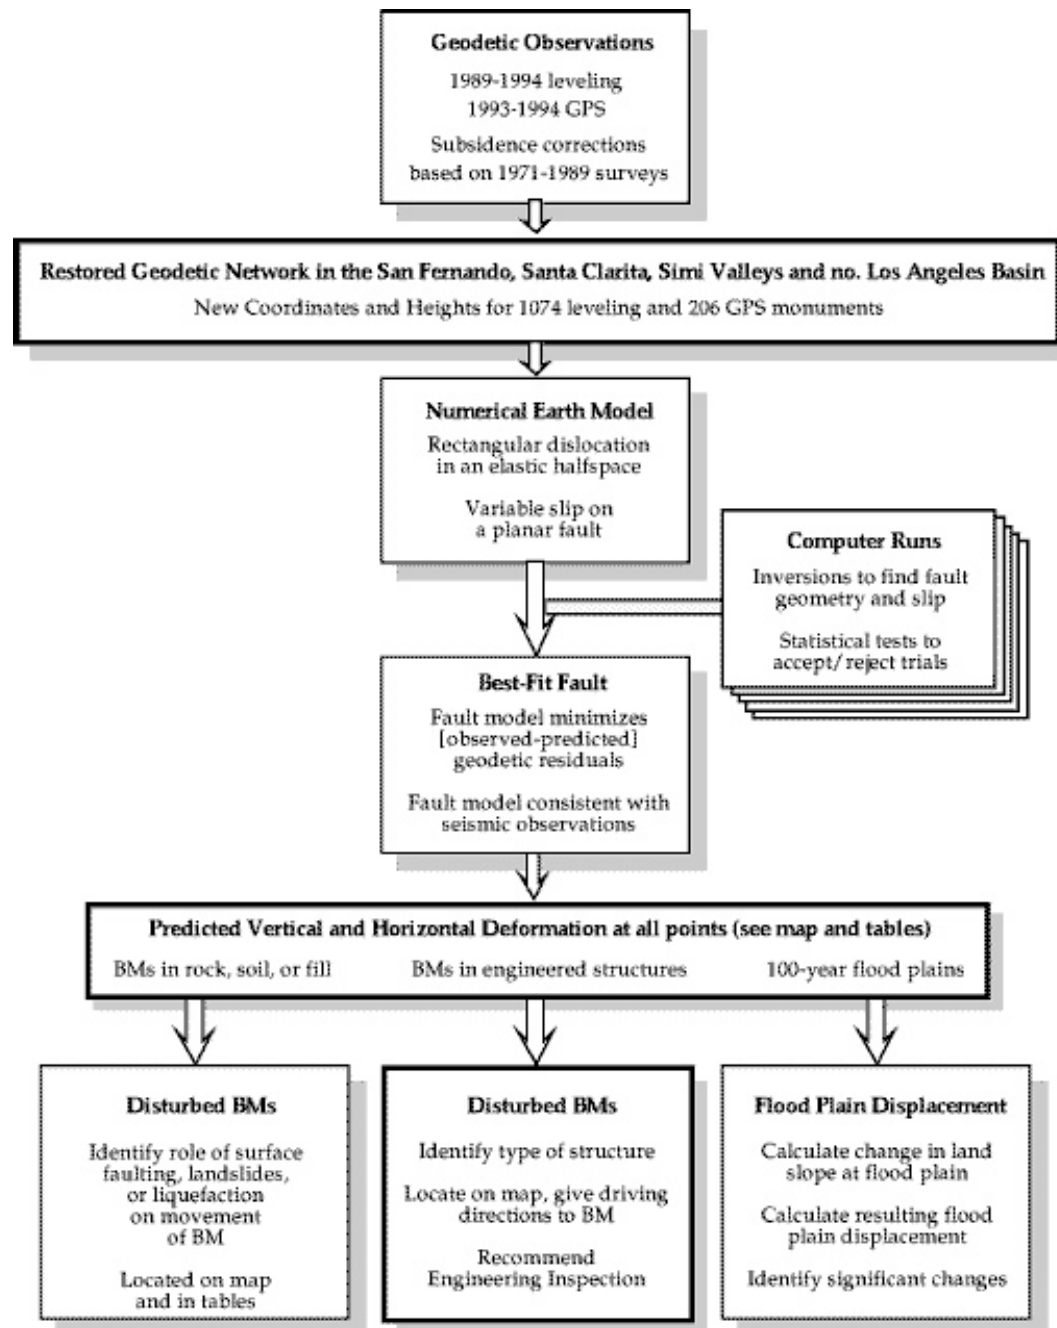 Geodetic Observations
1989-1994 leveling
1993-1994 GPS
Subsidence corrections
based on 1971-1989 surveys
Restored Geodetic Network in the San Fernando, Santa Clarita, Simi Valleys and no. Los Angeles Basin
New Coordinates and Heights for 1074 leveling and 206 GPS monuments
Numerical Earth Model
Rectangular dislocation
in an elastic halfspace
Variable slip on
a planar fault
Computer Runs
Inversions to find fault
geometry and slip
Statistical tests to
accept/reject trials
Best-Fit Fault
Fault model minimizes
[observed-predicted]
geodetic residuals
Fault model consistent with
seismic observations
Predicted Vertical and Horizontal Deformation at all points (see map and tables)
BMs in rock, soil, or fill
BMs in engineered structures
100-year flood plains
Disturbed BMs
Identify role of surface
faulting, landslides,
or liquefaction
on movement
of BM
Located on map
and in tables
Disturbed BMs
Identify type of structure
Locate on map, give driving
directions to BM
Recommend
Engineering Inspection
Flood Plain Displacement
Calculate change in land
slope at flood plain
Calculate resulting flood
plain displacement
Identify significant changes